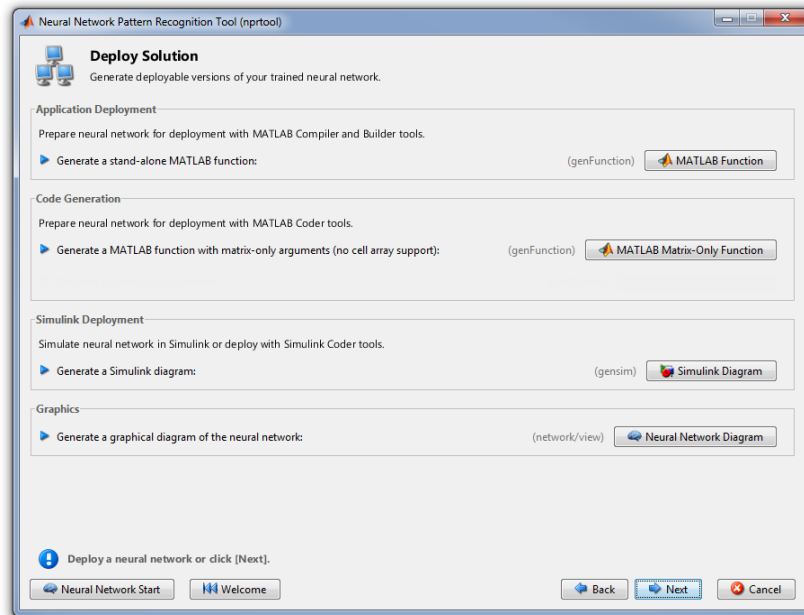 Neural Network Pattern Recognition Tool (nprtool)
Deploy Solution
Generate deployable versions of your trained neural network.
Application Deployment
Prepare neural network for deployment with MATLAB Compiler and Builder tools.
Generate a stand-alone MATLAB function: (genFunction) MATLAB Function
Code Generation
Prepare neural network for deployment with MATLAB Coder tools.
Generate a MATLAB function with matrix-only arguments (no cell array support): (genFunction) MATLAB Matrix-Only Function
Simulink Deployment
Simulate neural network in Simulink or deploy with Simulink Coder tools.
Generate a Simulink diagram: (gensim) Simulink Diagram
Graphics
Generate a graphical diagram of the neural network: (network/view) Neural Network Diagram
Deploy a neural network or click [Next].
Neural Network Start Welcome Back Next Cancel